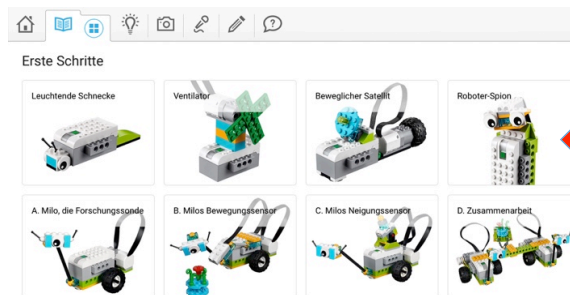 Erste Schritte
Leuchtende Schnecke
Ventilator
Beweglicher Satellit
Roboter-Spion
A. Milo, die Forschungssonde
B. Milos Bewegungssensor
C. Milos Neigungssensor
D. Zusammenarbeit